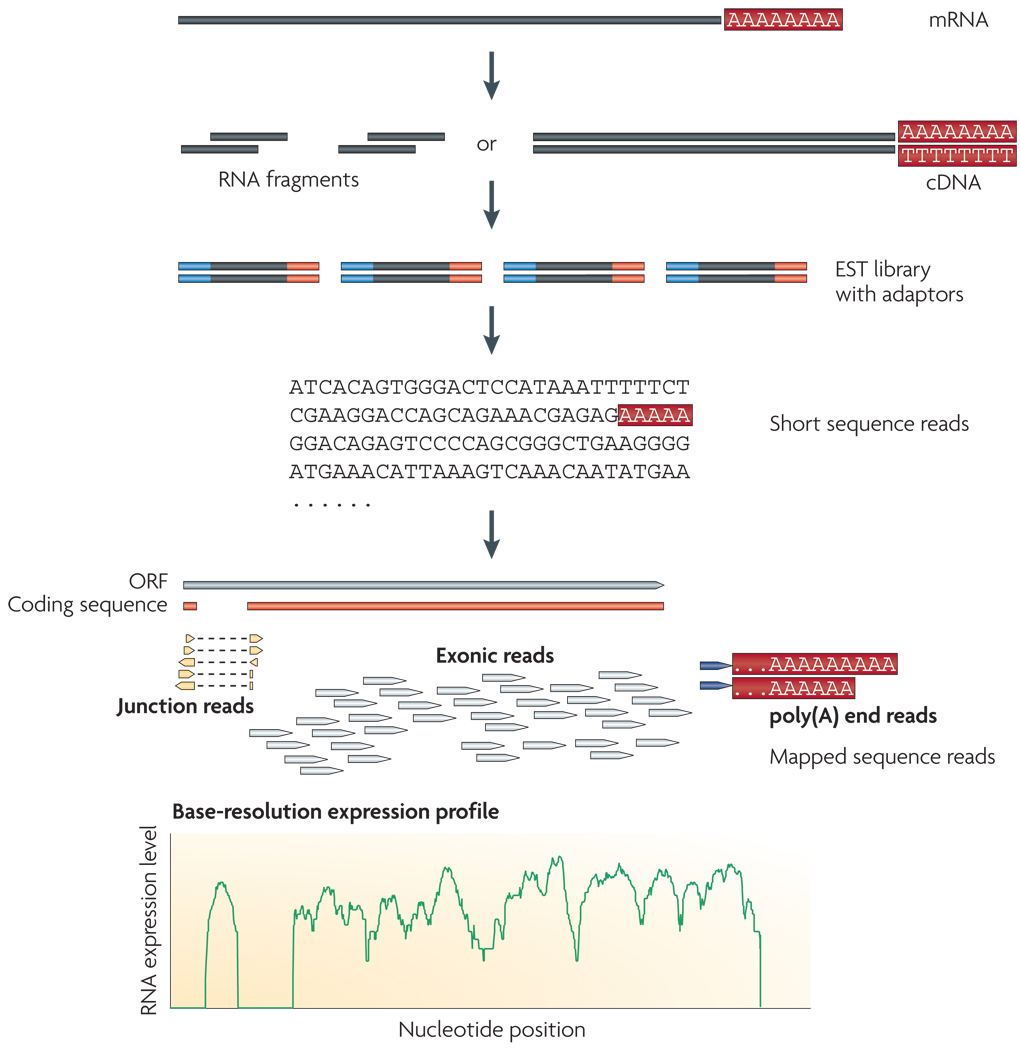 AAAAAAAA mRNA
or
AAAAAAAA
TTTTTTTT
RNA fragments
cDNA
EST library
with adaptors
ATCACAGTGGGACTCCATAAATTTTTCT
CGAAGGACCAGCAGAAACGAGAGAAAAA
GGACAGAGTCCCCAGCGGGCTGAAGGGG
ATGAAACATTAAAGTCAAACAATATGAA
. . . . . .
Short sequence reads
ORF
Coding sequence
Junction reads
Exonic reads
...AAAAAAAAA
...AAAAAA
poly(A) end reads
Mapped sequence reads
Base-resolution expression profile
RNA expression level
Nucleotide position